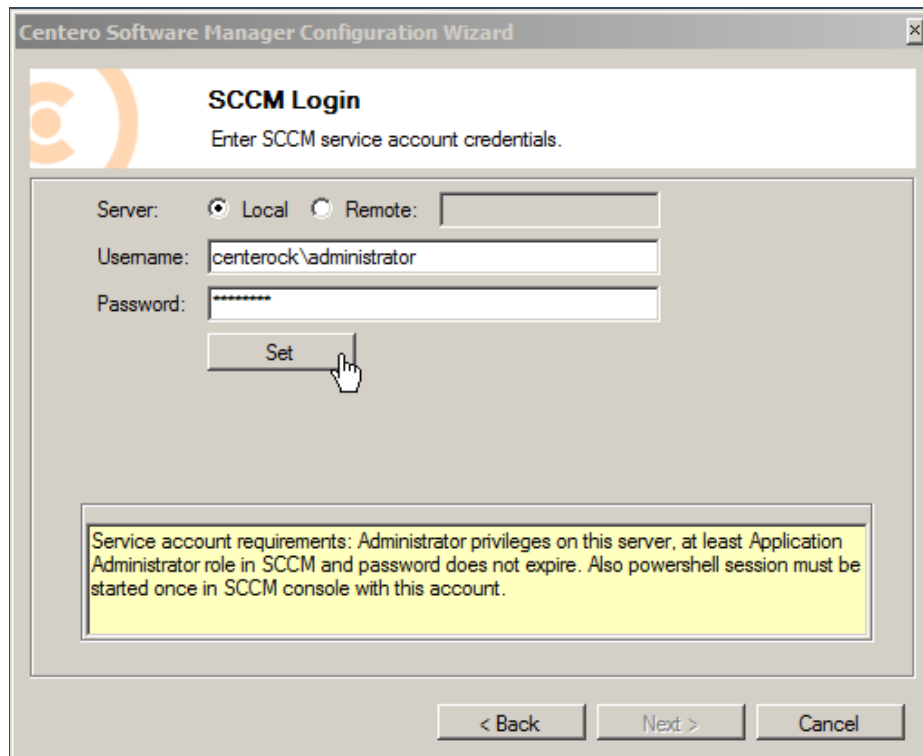 Centero Software Manager Configuration Wizard
SCCM Login
Enter SCCM service account credentials.
Server: Local Remote:
Username: centerock\administrator
Password: ********
Set
Service account requirements: Administrator privileges on this server, at least Application
Administrator role in SCCM and password does not expire. Also powershell session must be
started once in SCCM console with this account.
< Back Next > Cancel